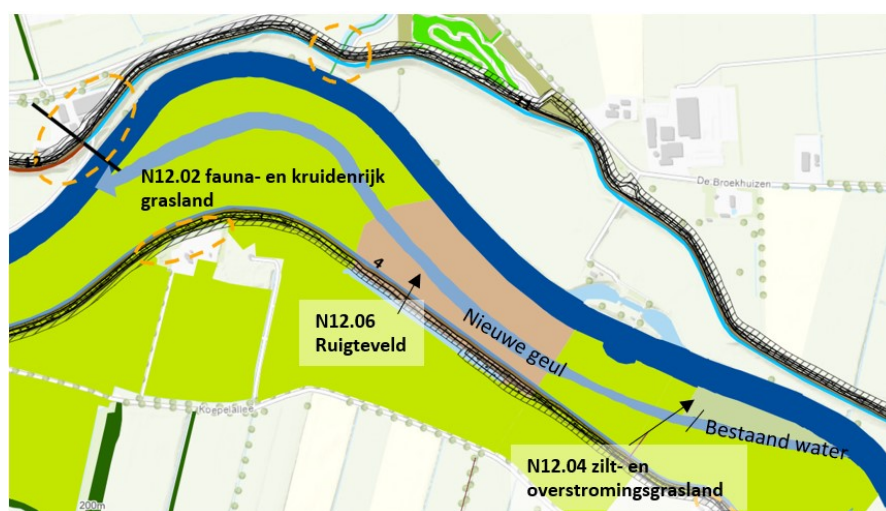 De Broekhuizen
N12.02 fauna- en kruidenrijk
grasland
4
N12.06
Ruigteveld
Nieuwe geul
Koepelallee
Bestaand water
N12.04 zilt- en
overstromingsgrasland
200m